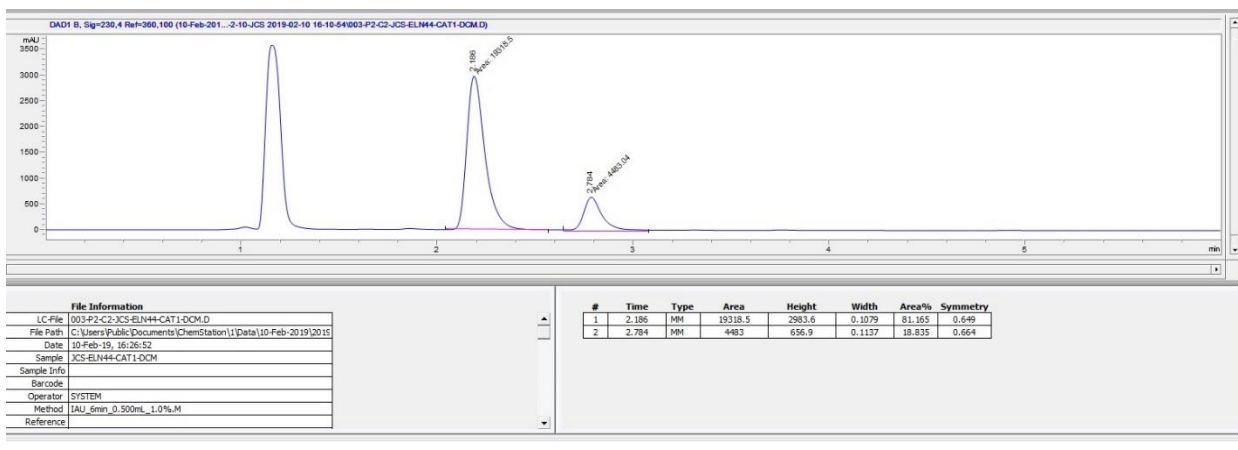 DAD1 B, Sig=230,4 Ref=360,100 (10-Feb-201...-2-10-JCS 2019-02-10 16-10-54\003-P2-C2-JCS-ELN44-CAT1-DCM.D)
mAU
3500
3000
2500
2000
1500
1000
500
0
2.186
Area: 19318.5
2.784
Area: 4483.04
1 2 3 4 5 min
File Information
LC-File 003-P2-C2-JCS-ELN44-CAT1-DCM.D
File Path C:\Users\Public\Documents\ChemStation\1\Data\10-Feb-2019\2019
Date 10-Feb-19, 16:26:52
Sample JCS-ELN44-CAT1-DCM
Sample Info
Barcode
Operator SYSTEM
Method IAU_6min_0.500mL_1.0%.M
Reference
# Time Type Area Height Width Area% Symmetry
1 2.186 MM 19318.5 2983.6 0.1079 81.165 0.649
2 2.784 MM 4483 656.9 0.1137 18.835 0.664